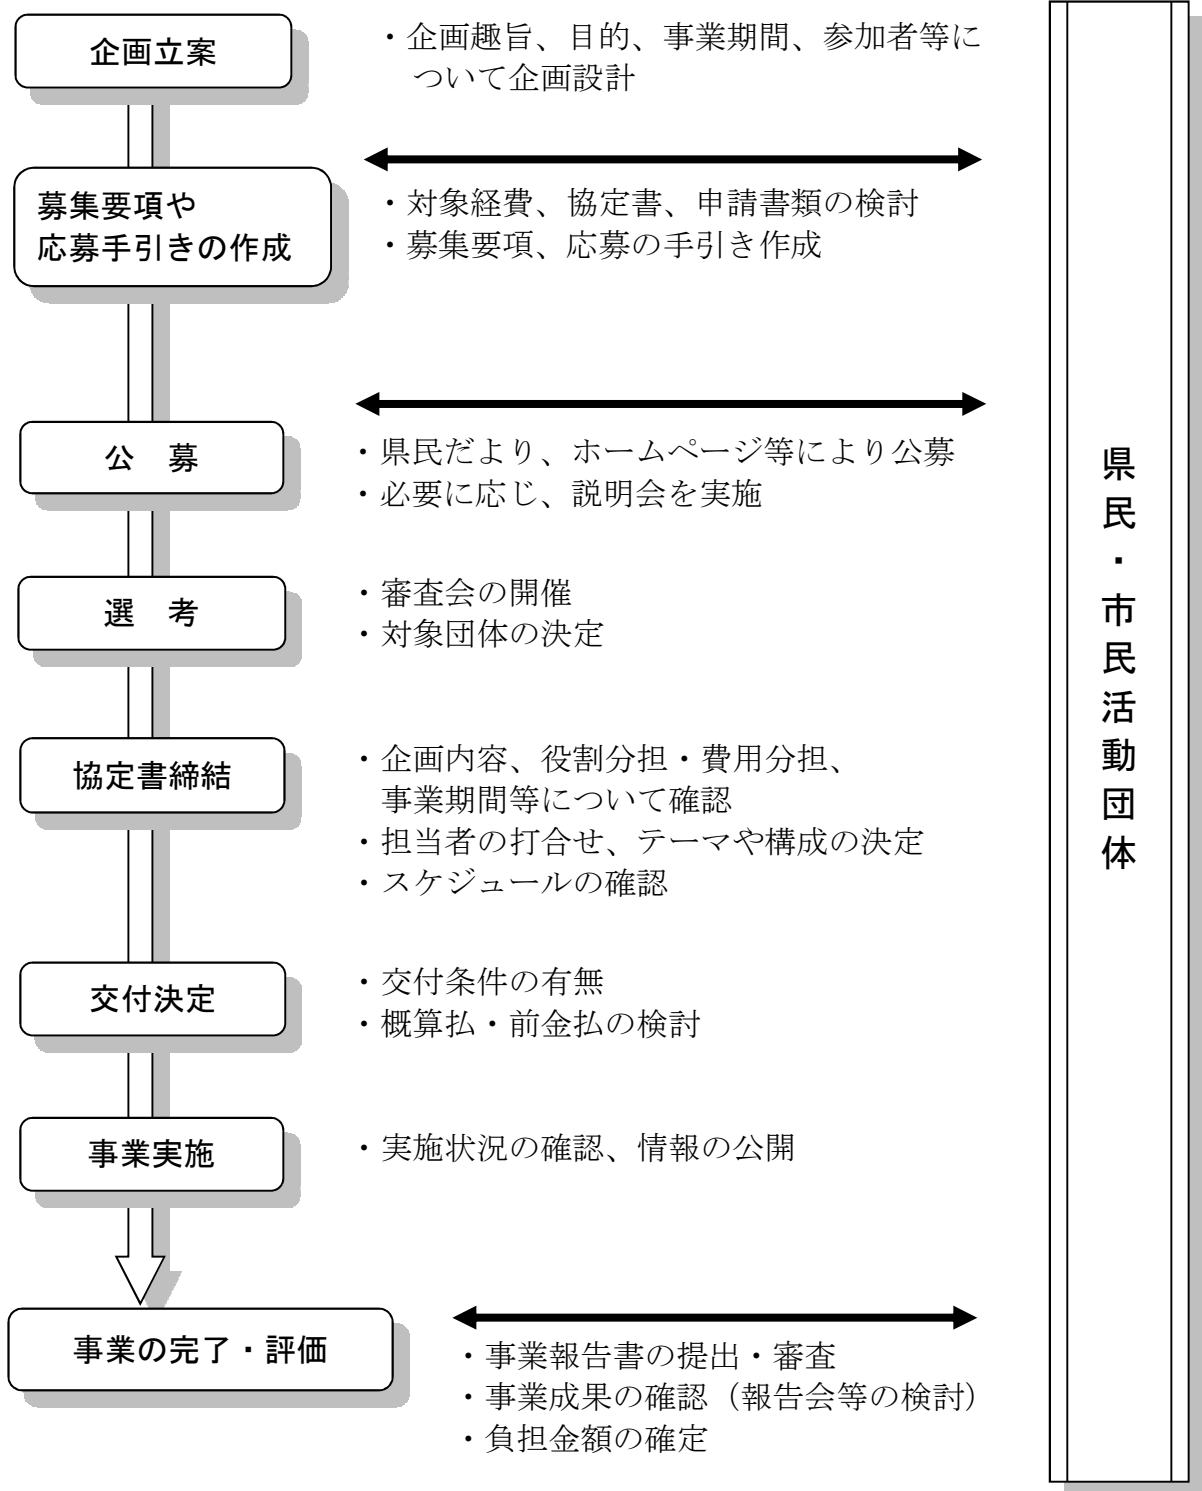 企画立案
・企画趣旨、目的、事業期間、参加者等に
ついて企画設計
募集要項や
応募手引きの作成
・対象経費、協定書、申請書類の検討
・募集要項、応募の手引き作成
公　募
・県民だより、ホームページ等により公募
・必要に応じ、説明会を実施
選　考
・審査会の開催
・対象団体の決定
協定書締結
・企画内容、役割分担・費用分担、
事業期間等について確認
・担当者の打合せ、テーマや構成の決定
・スケジュールの確認
交付決定
・交付条件の有無
・概算払・前金払の検討
事業実施
・実施状況の確認、情報の公開
事業の完了・評価
・事業報告書の提出・審査
・事業成果の確認（報告会等の検討）
・負担金額の確定
県民・市民活動団体